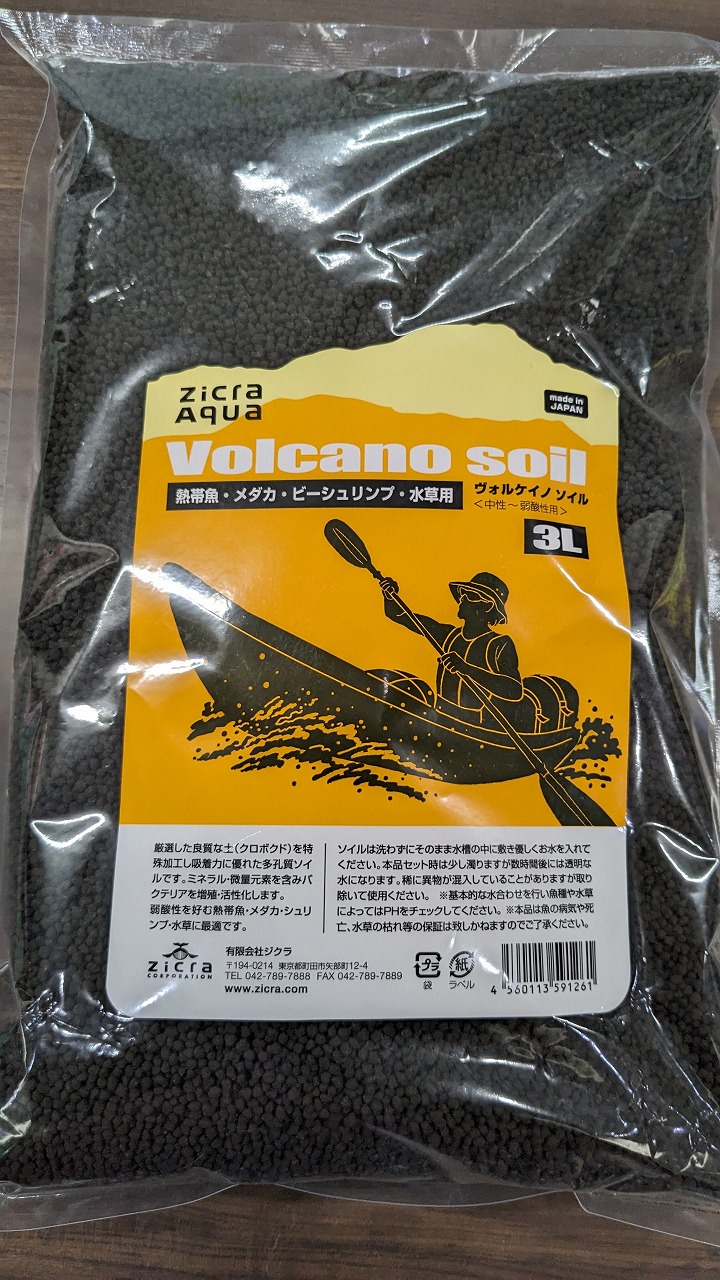 zicra
Aqua
made in
JAPAN
Volcano soil
熱帯魚・メダカ・ビーシュリンプ・水草用
ヴォルケイノ ソイル
＜中性～弱酸性用＞
3L
厳選した良質な土（クロボクド）を特
殊加工し吸着力に優れた多孔質ソイ
ルです。ミネラル・微量元素を含みバ
クテリアを増殖・活性化します。
弱酸性を好む熱帯魚・メダカ・シュリ
ンプ・水草に最適です。
ソイルは洗わずにそのまま水槽の中に敷き優しくお水を入れて
ください。本品セット時は少し濁りますが数時間後には透明な
水になります。稀に異物が混入していることがありますが取り
除いて使用ください。 ※基本的な水合わせを行い魚種や水草
によってはPHをチェックしてください。※本品は魚の病気や死
亡、水草の枯れ等の保証は致しかねますのでご了承ください。
zicra
CORPORATION
有限会社ジクラ
〒194-0214 東京都町田市矢部町12-4
TEL 042-789-7888 FAX 042-789-7889
www.zicra.com
プラ
袋
紙
ラベル
4 560113 591261